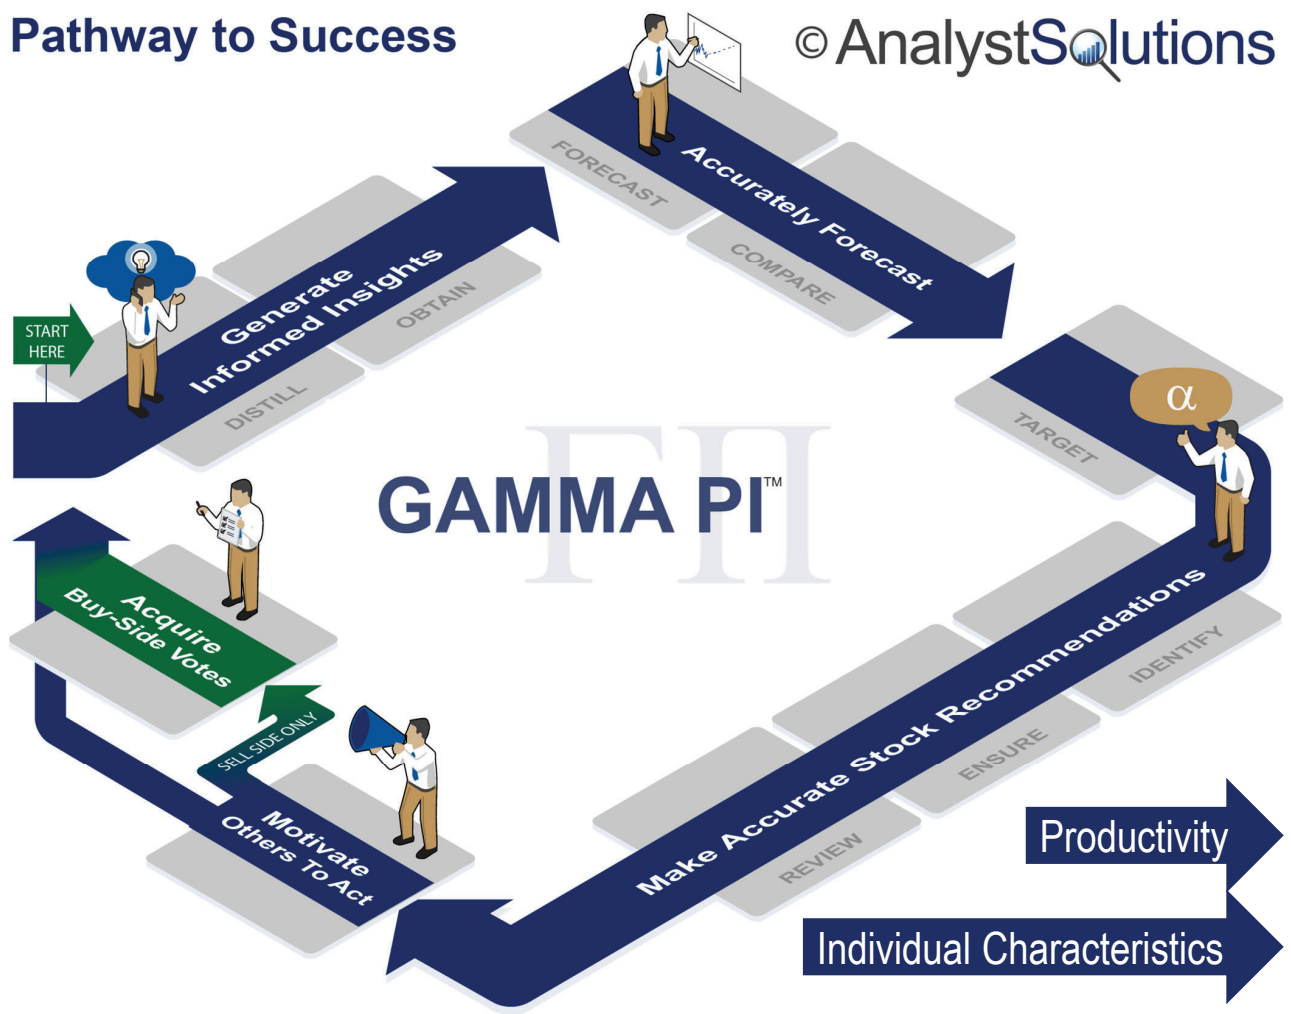 Pathway to Success
© AnalystSolutions
START
HERE
Generate
Informed Insights
DISTILL
OBTAIN
Accurately Forecast
FORECAST
COMPARE
TARGET
α
ΓΠ
GAMMA PI™
Make Accurate Stock Recommendations
IDENTIFY
ENSURE
REVIEW
Motivate
Others To Act
SELL SIDE ONLY
Acquire
Buy-Side Votes
Productivity
Individual Characteristics